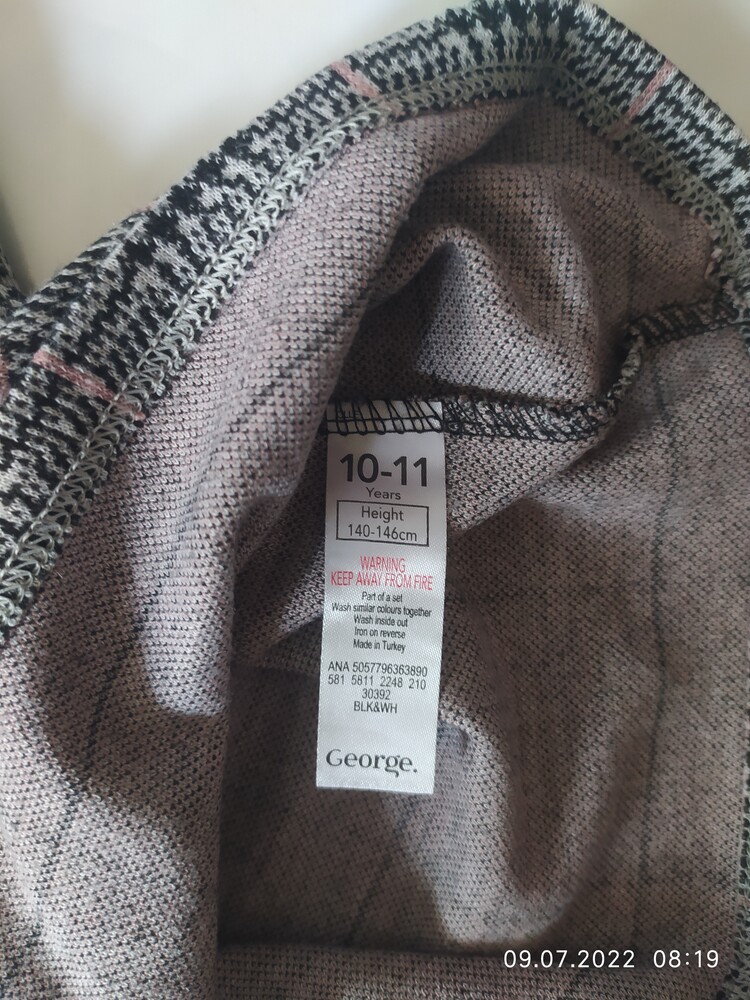 10-11
Years
Height
140-146cm
WARNING
KEEP AWAY FROM FIRE
Part of a set
Wash similar colours together
Wash inside out
Iron on reverse
Made in Turkey
ANA 5057796363890
581 5811 2248 210
30392
BLK&WH
George.
09.07.2022 08:19